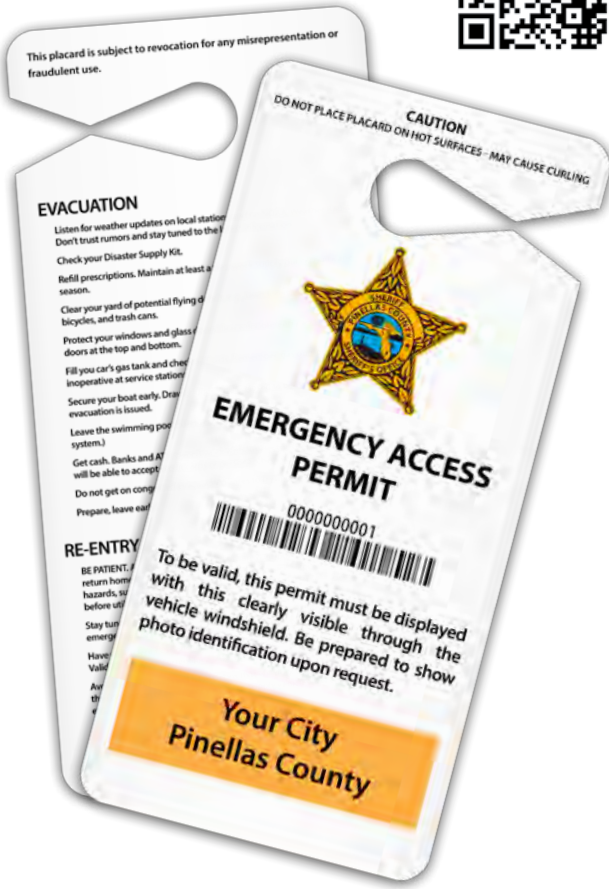 This placard is subject to revocation for any misrepresentation or
fraudulent use.
EVACUATION
Listen for weather updates on local station
Don't trust rumors and stay tuned to the
Check your Disaster Supply Kit.
Refill prescriptions. Maintain at least a
season.
Clear your yard of potential flying d
bicycles, and trash cans.
Protect your windows and glass
doors at the top and bottom.
Fill you car's gas tank and chec
inoperative at service station
Secure your boat early. Draw
evacuation is issued.
Leave the swimming poo
system.)
Get cash. Banks and AT
will be able to accept
Do not get on cong
Prepare, leave ear
RE-ENTRY
BE PATIENT. A
return hom
hazards, su
before uti
Stay tun
emerge
Have
Valid
CAUTION
DO NOT PLACE PLACARD ON HOT SURFACES - MAY CAUSE CURLING
SHERIFF
PINELLAS COUNTY
SHERIFF'S OFFICE
EMERGENCY ACCESS
PERMIT
0000000001
To be valid, this permit must be displayed
with this clearly visible through the
vehicle windshield. Be prepared to show
photo identification upon request.
Your City
Pinellas County